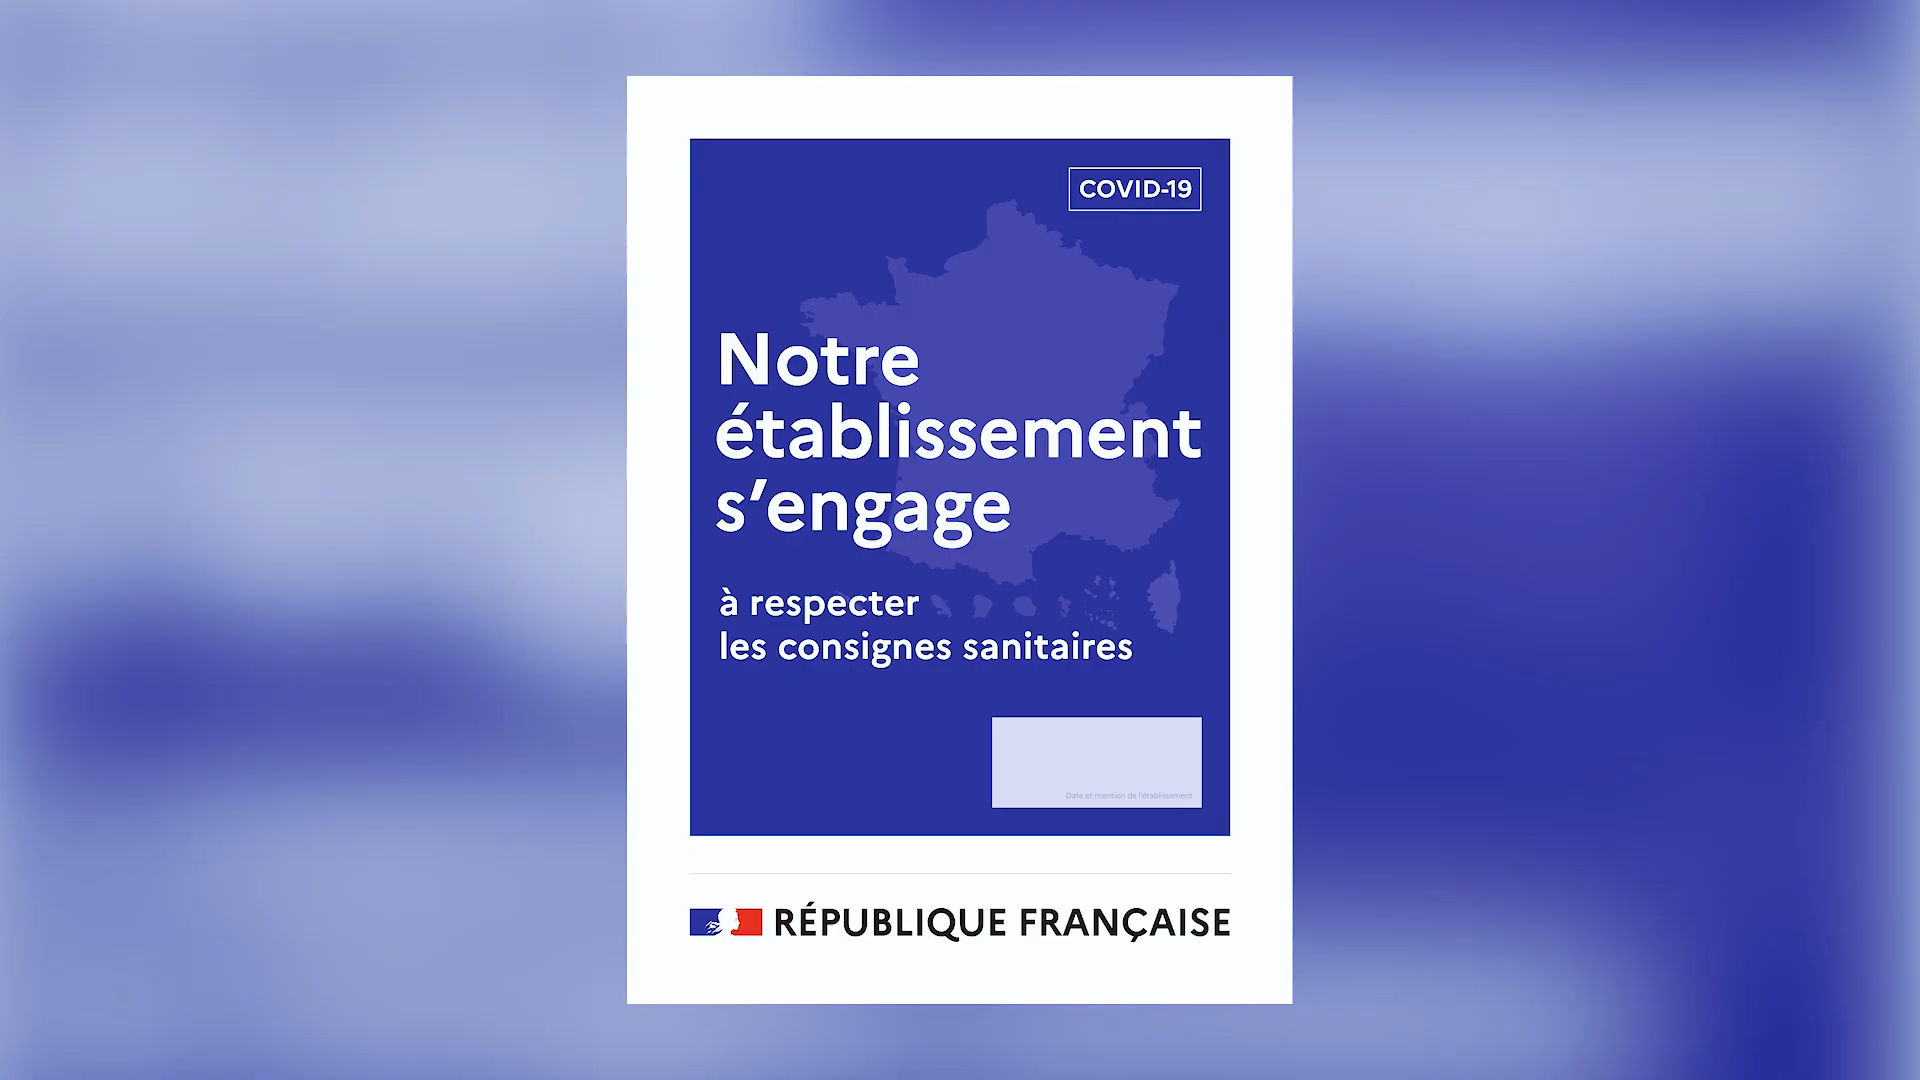 COVID-19
Notre
établissement
s’engage
à respecter
les consignes sanitaires
Date et mention de l'établissement
RÉPUBLIQUE FRANÇAISE